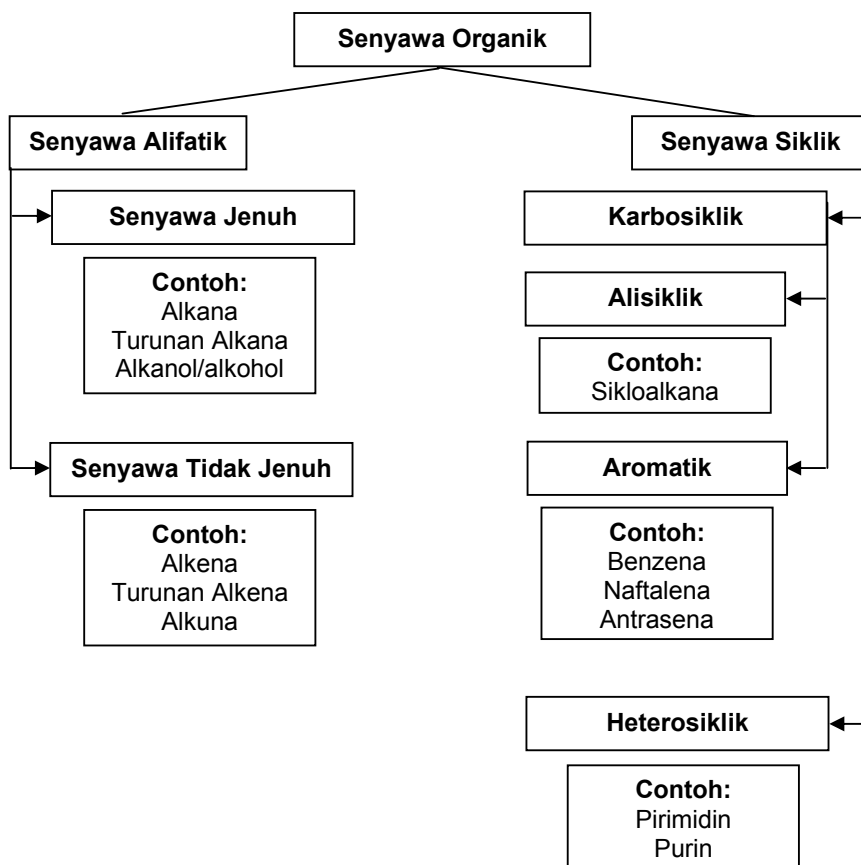 Senyawa Organik
Senyawa Alifatik
Senyawa Jenuh
Contoh:
Alkana
Turunan Alkana
Alkanol/alkohol
Senyawa Tidak Jenuh
Contoh:
Alkena
Turunan Alkena
Alkuna
Senyawa Siklik
Karbosiklik
Alisiklik
Contoh:
Sikloalkana
Aromatik
Contoh:
Benzena
Naftalena
Antrasena
Heterosiklik
Contoh:
Pirimidin
Purin